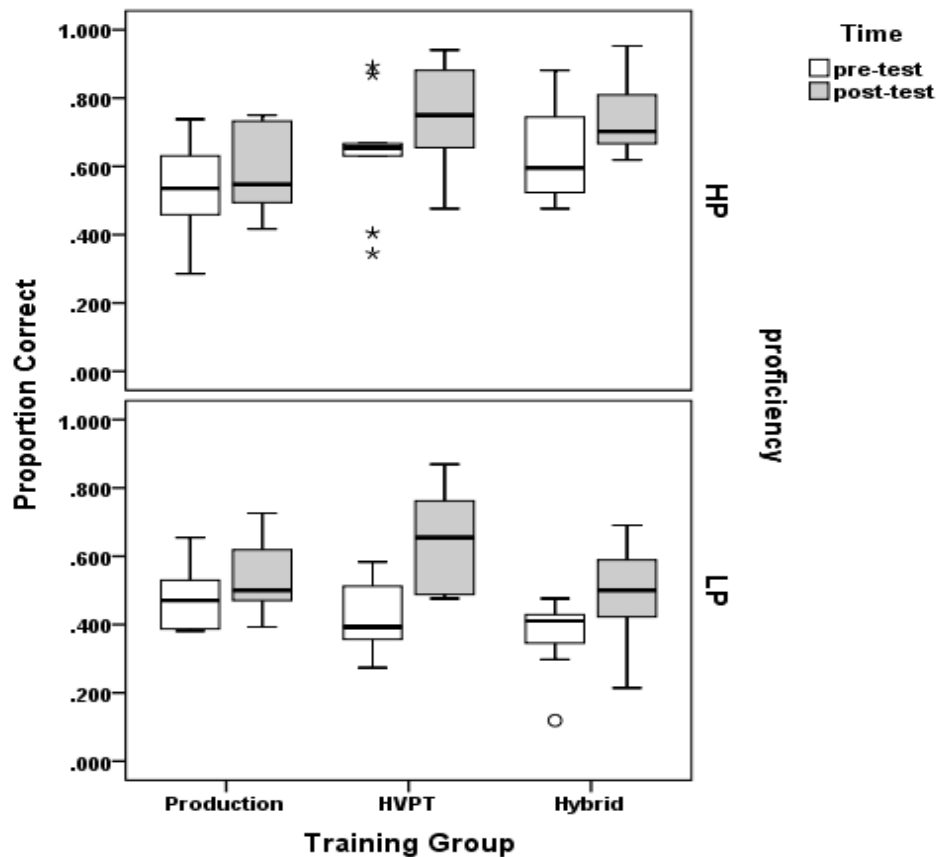 Time
pre-test
post-test
Proportion Correct
1.000
.800
.600
.400
.200
.000
HP
1.000
.800
.600
.400
.200
.000
LP
proficiency
Production HVPT Hybrid
Training Group